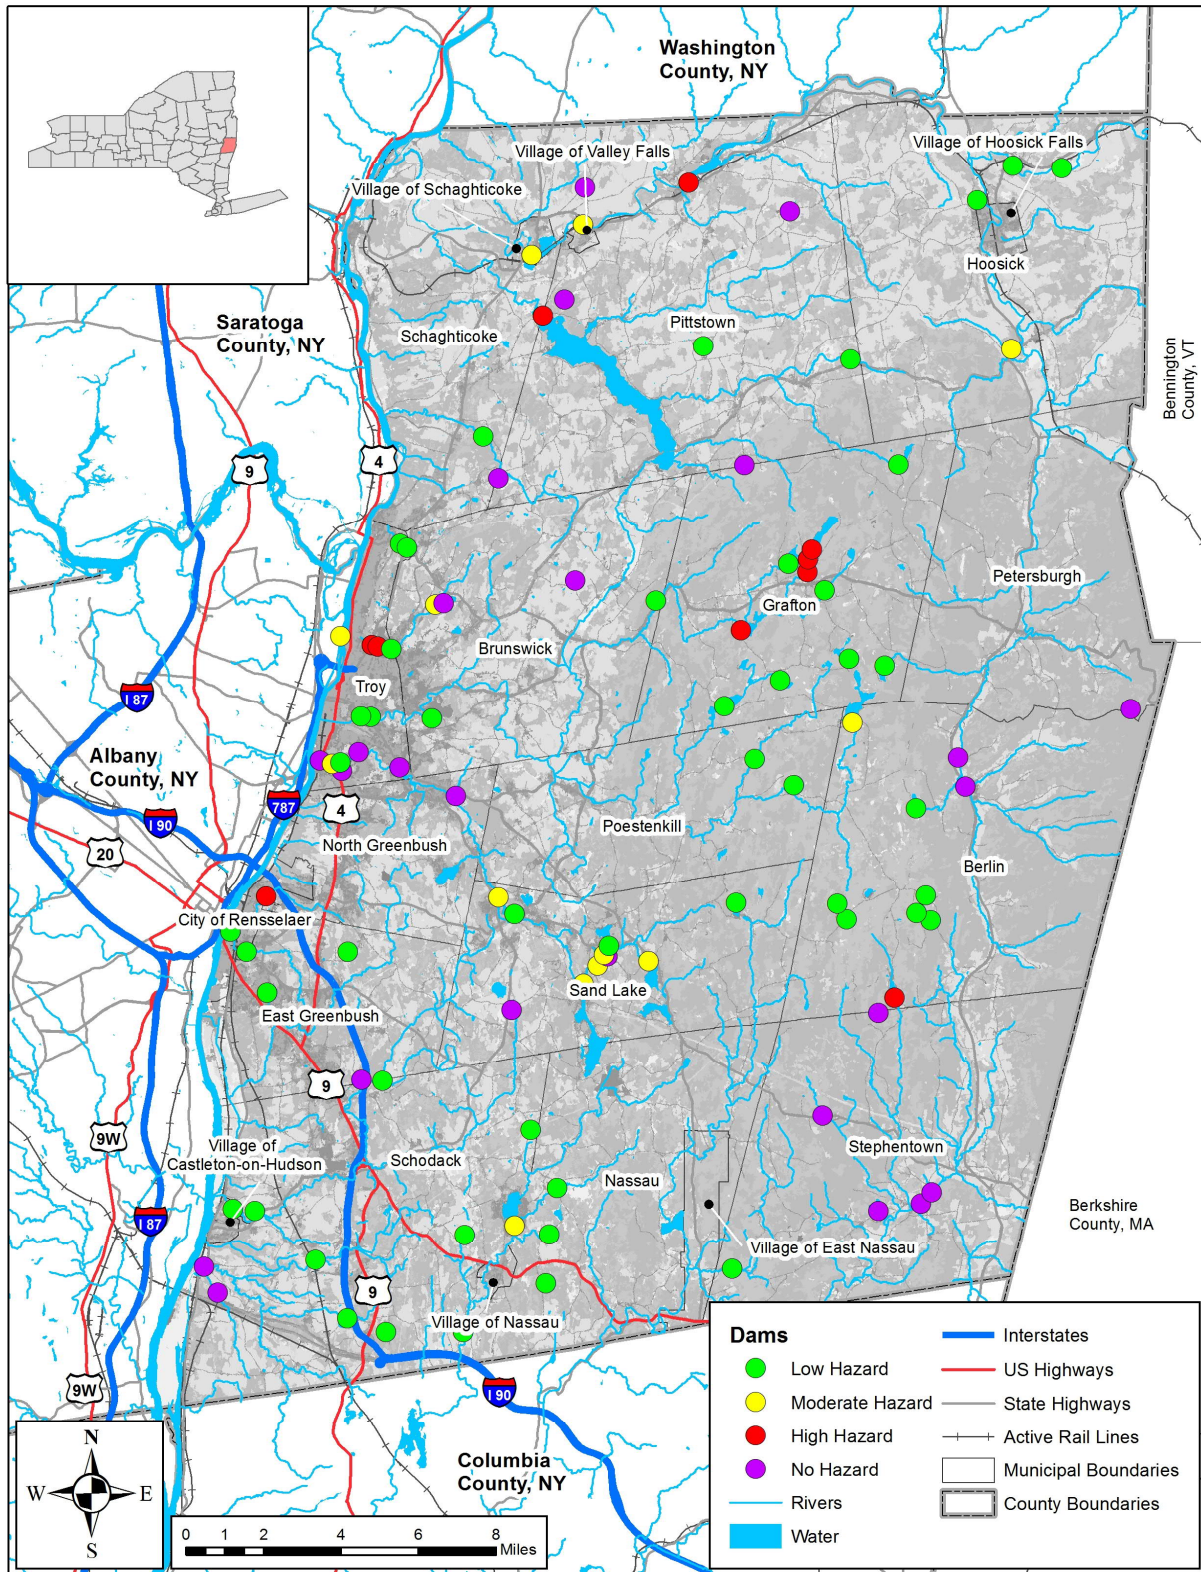 Washington
County, NY
Village of Valley Falls
Village of Hoosick Falls
Village of Schaghticoke
Hoosick
Saratoga
County, NY
Schaghticoke
Pittstown
Bennington
County, VT
4
9
Petersburgh
Grafton
Brunswick
Troy
I 87
Albany
County, NY
787
4
I 90
20
North Greenbush
Poestenkill
Berlin
City of Rensselaer
Sand Lake
East Greenbush
9
9W
Village of
Castleton-on-Hudson
Schodack
Nassau
Stephentown
Berkshire
County, MA
I 87
Village of East Nassau
9
Village of Nassau
9W
I 90
Columbia
County, NY
N
W
E
S
0 1 2 4 6 8
Miles
Dams
Low Hazard
Moderate Hazard
High Hazard
No Hazard
Rivers
Water
Interstates
US Highways
State Highways
Active Rail Lines
Municipal Boundaries
County Boundaries